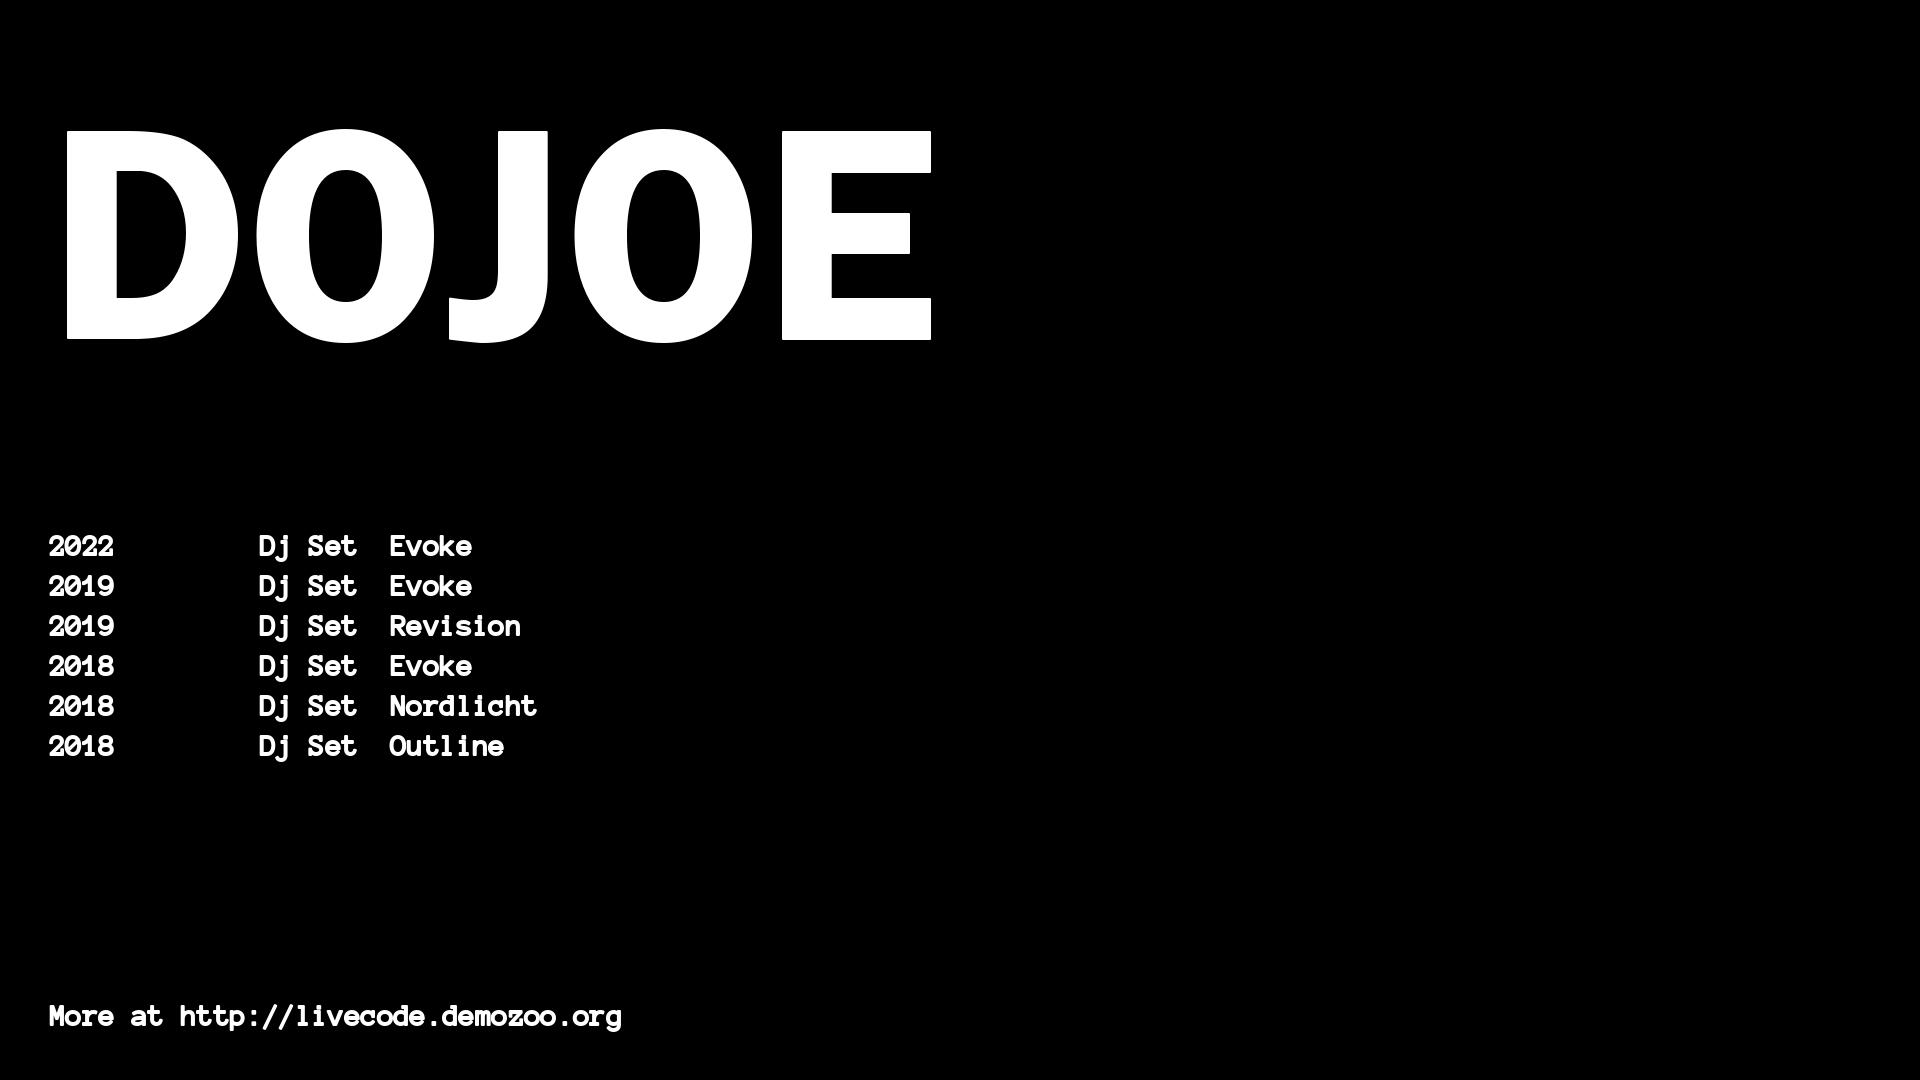 DOJOE
2022 Dj Set Evoke
2019 Dj Set Evoke
2019 Dj Set Revision
2018 Dj Set Evoke
2018 Dj Set Nordlicht
2018 Dj Set Outline
More at http://livecode.demozoo.org